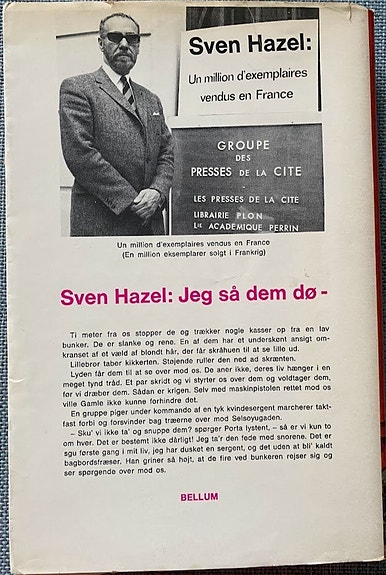 Sven Hazel:
Un million d'exemplaires
vendus en France
GROUPE
DES
PRESSES DE LA CITE
- LES PRESSES DE LA CITE
LIBRAIRIE PLON
LIE ACADEMIQUE PERRIN
Un million d'exemplaires vendus en France
(En million eksemplarer solgt i Frankrig)
Sven Hazel: Jeg så dem dø -
Ti meter fra os stopper de og trækker nogle kasser op fra en lav
bunker. De er slanke og rene. En af dem har et underskønt ansigt om-
kranset af et væld af blondt hår, der får skråhuen til at se lille ud.
Lillebror taber kikkerten. Støjende ruller den ned ad skrænten.
Lyden får dem til at se over mod os. De aner ikke, deres liv hænger i en
meget tynd tråd. Et par skridt og vi styrter os over dem og voldtager dem,
før vi dræber dem. Sådan er krigen. Selv med maskinpistolen rettet mod os
ville Gamle ikke kunne forhindre det.
En gruppe piger under kommando af en tyk kvindesergent marcherer takt-
fast forbi og forsvinder bag træerne over mod Selsoyugaden.
– Sku' vi ikke ta' og snuppe dem? spørger Porta lystent, – så er vi kun to
om hver. Det er bestemt ikke dårligt! Jeg ta'r den fede med snorene. Det er
sgu første gang i mit liv, jeg har dusket en sergent, og det uden at bli' kaldt
bagbordsfræser. Han griner så højt, at de fire ved bunkeren rejser sig og
ser spørgende over mod os.
BELLUM